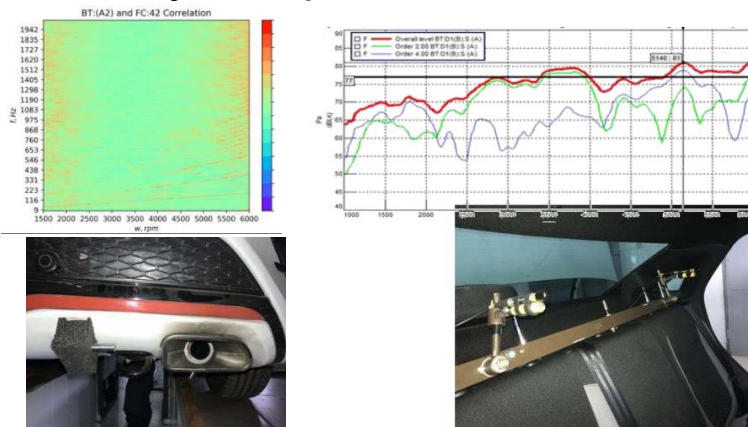 BT:(A2) and FC:42 Correlation
1942
1835
1727
1620
1512
1405
1298
1190
1083
975
868
760
653
546
438
331
223
116
9
f, Hz
1500 2000 2500 3000 3500 4000 4500 5000 5500 6000
w, rpm
F Overall level BT:D1(B):S (A)
F Order 2.00 BT:D1(B):S (A)
F Order 4.00 BT:D1(B):S (A)
5140 : 81
77
90
85
75
70
65
60
55
50
45
40
Pa
dB(A)
1000 1500 2000